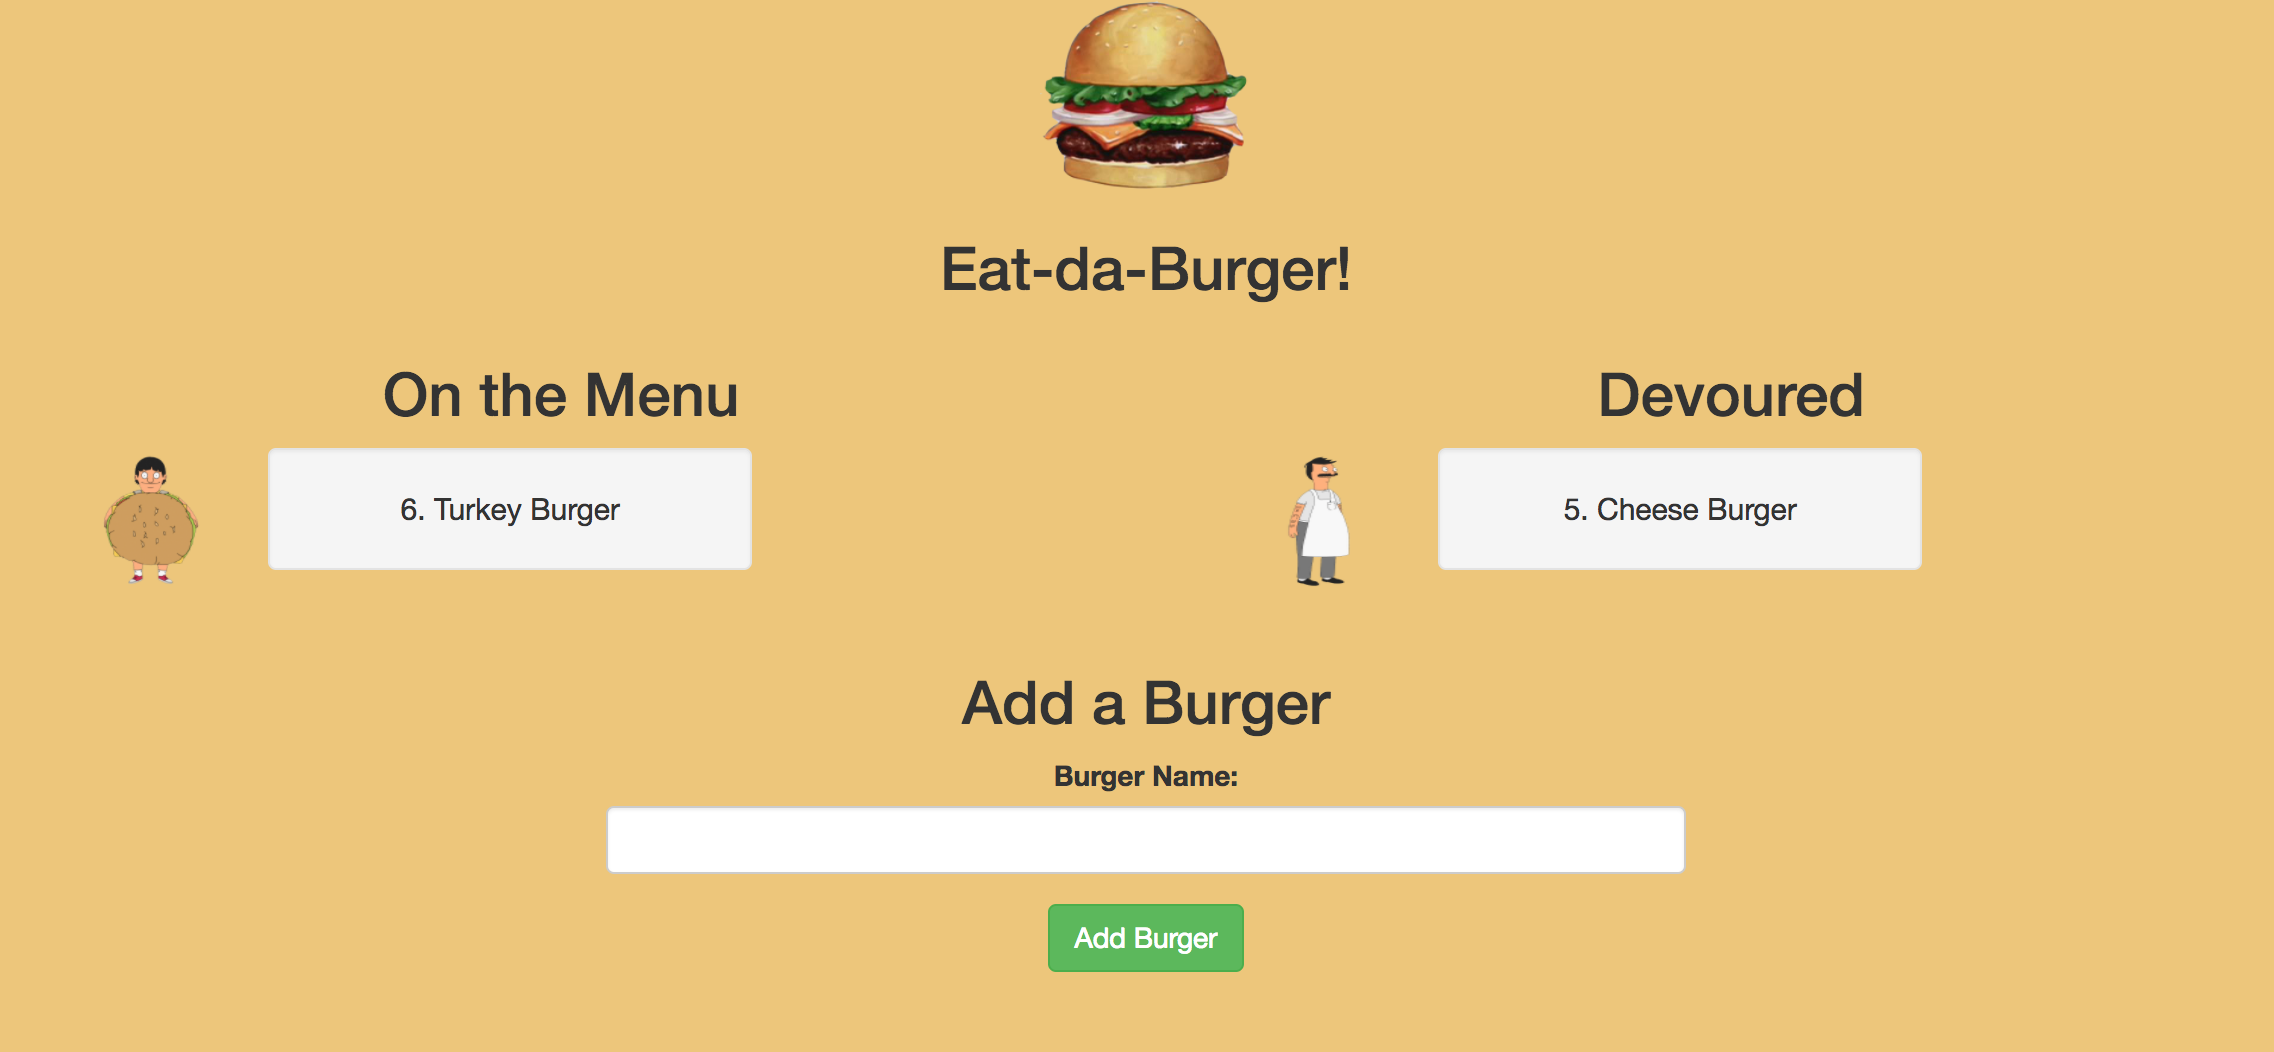 Eat-da-Burger!
On the Menu
6. Turkey Burger
Devoured
5. Cheese Burger
Add a Burger
Burger Name:
Add Burger